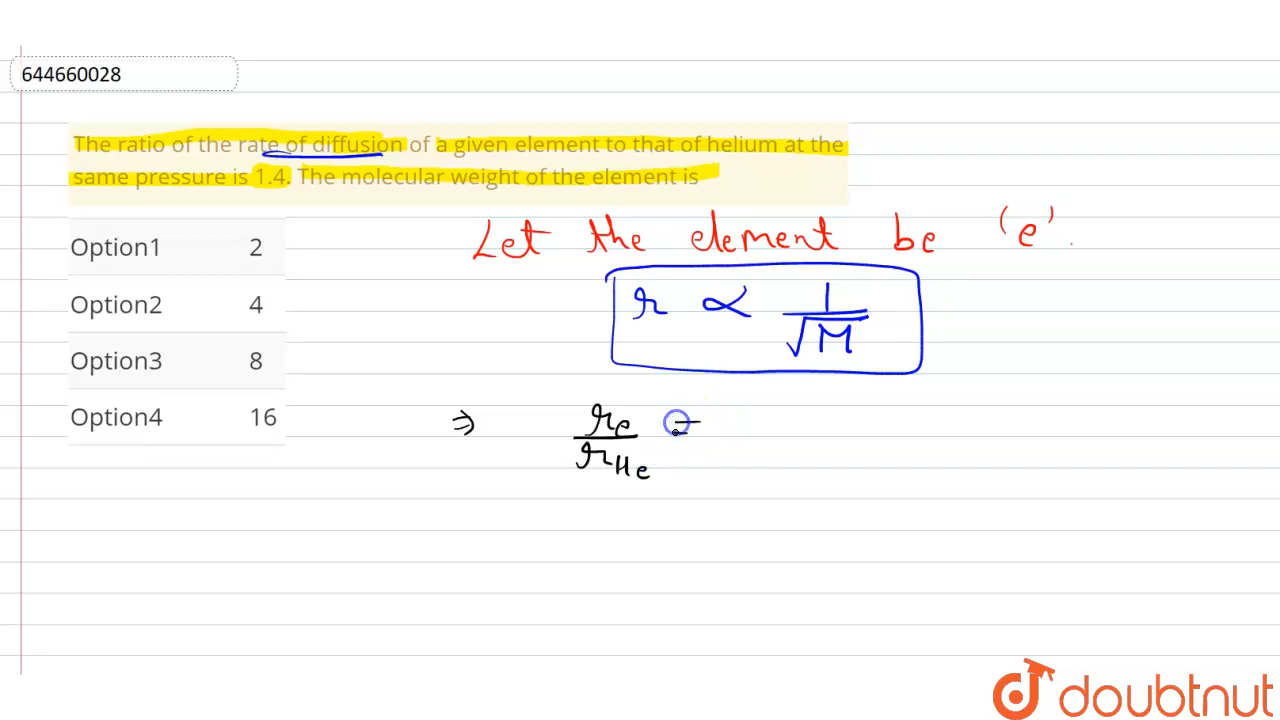 644660028
The ratio of the rate of diffusion of a given element to that of helium at the
same pressure is 1.4. The molecular weight of the element is
Option1 2
Option2 4
Option3 8
Option4 16
Let the element be 'e'.
r ∝ 1/√M
⇒ r_e/r_He =
doubtnut